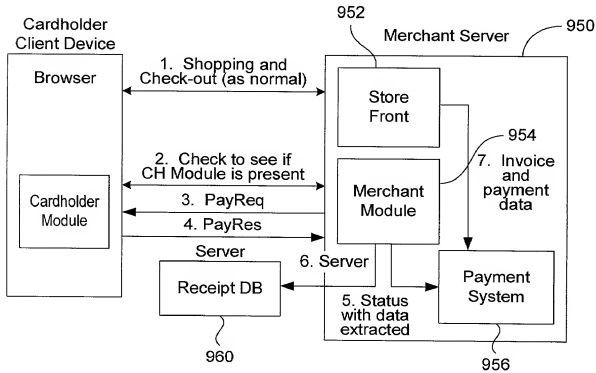 Cardholder
Client Device
Browser
Cardholder
Module
1. Shopping and
Check-out (as normal)
2. Check to see if
CH Module is present
3. PayReq
4. PayRes
Server
Receipt DB
960
952
Merchant Server
950
Store
Front
954
Merchant
Module
7. Invoice
and
payment
data
6. Server
5. Status
with data
extracted
Payment
System
956